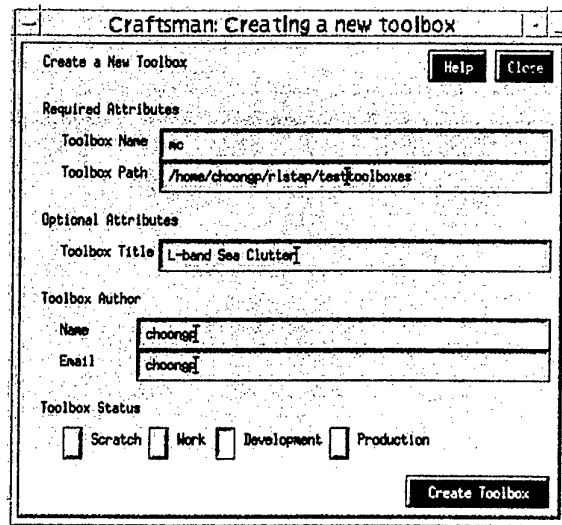 Craftsman: Creating a new toolbox
Create a New Toolbox
Help
Close
Required Attributes
Toolbox Name
mc
Toolbox Path
/home/choongp/rlstap/test/toolboxes
Optional Attributes
Toolbox Title
L-band Sea Clutter
Toolbox Author
Name
choongp
Email
choongp
Toolbox Status
Scratch
Work
Development
Production
Create Toolbox